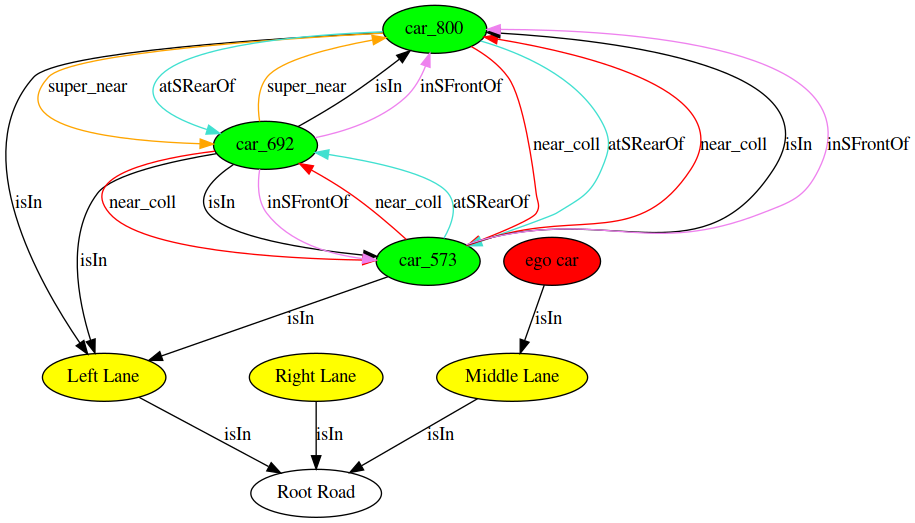 car_800
super_near
atSRearOf
super_near
isIn
inSFrontOf
car_692
near_coll
atSRearOf
near_coll
isIn
inSFrontOf
isIn
near_coll
isIn
inSFrontOf
near_coll
atSRearOf
isIn
car_573
ego car
isIn
isIn
Left Lane
Right Lane
Middle Lane
isIn
isIn
isIn
Root Road